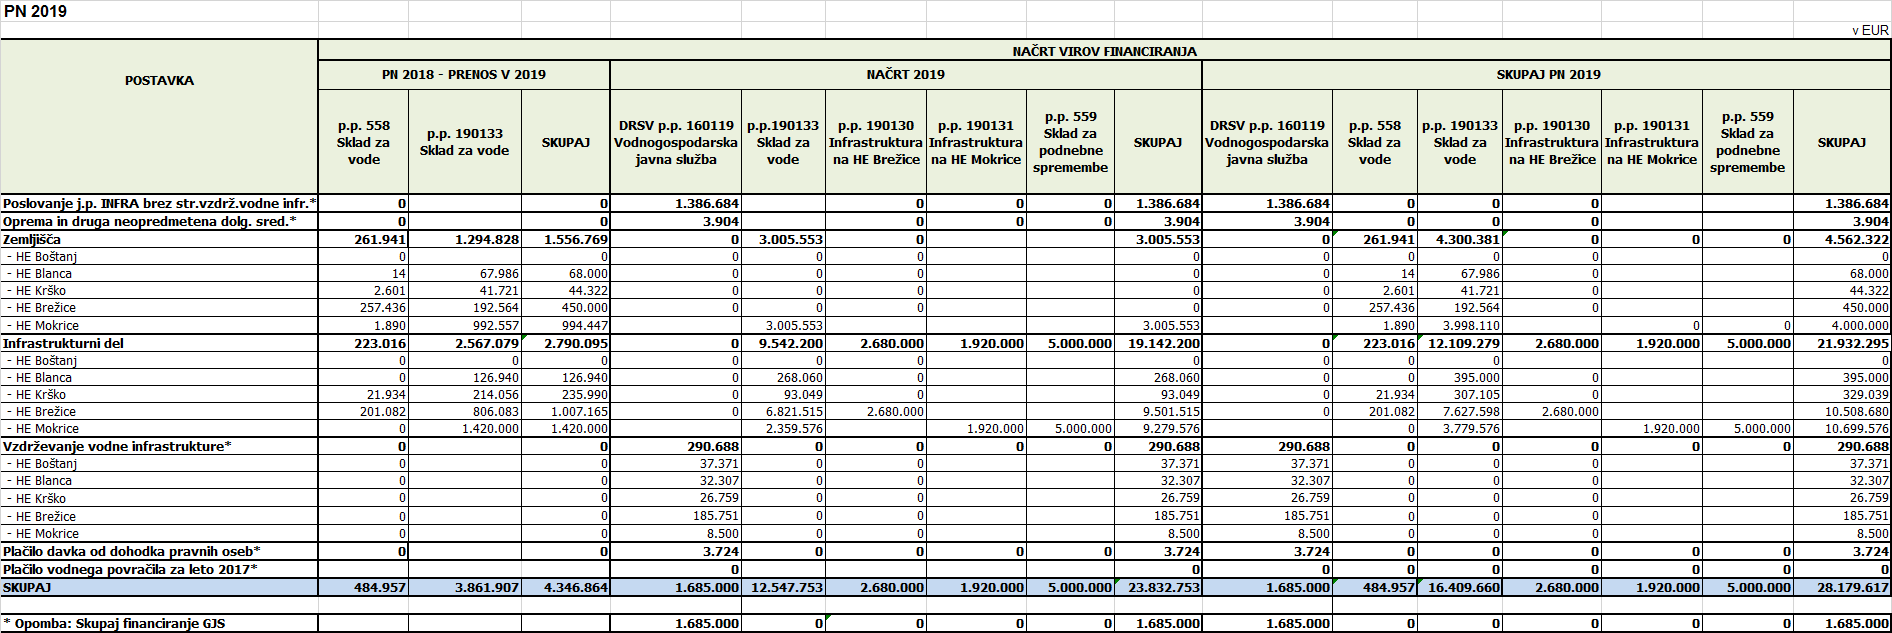 PN 2019
v EUR
POSTAVKA
NAČRT VIROV FINANCIRANJA
PN 2018 - PRENOS V 2019 NAČRT 2019 SKUPAJ PN 2019
p.p. 558 Sklad za vode p.p. 190133 Sklad za vode SKUPAJ DRSV p.p. 160119 Vodnogospodarska javna služba p.p.190133 Sklad za vode p.p. 190130 Infrastruktura na HE Brežice p.p. 190131 Infrastruktura na HE Mokrice p.p. 559 Sklad za podnebne spremembe SKUPAJ DRSV p.p. 160119 Vodnogospodarska javna služba p.p. 558 Sklad za vode p.p. 190133 Sklad za vode p.p. 190130 Infrastruktura na HE Brežice p.p. 190131 Infrastruktura na HE Mokrice p.p. 559 Sklad za podnebne spremembe SKUPAJ
Poslovanje j.p. INFRA brez str.vzdrž.vodne infr.* 0 0 1.386.684 0 0 0 1.386.684 1.386.684 0 0 0 1.386.684
Oprema in druga neopredmetena dolg. sred.* 0 0 3.904 0 0 0 3.904 3.904 0 0 0 3.904
Zemljišča 261.941 1.294.828 1.556.769 0 3.005.553 0 3.005.553 0 261.941 4.300.381 0 0 0 4.562.322
- HE Boštanj 0 0 0 0 0 0 0 0 0 0 0
- HE Blanca 14 67.986 68.000 0 0 0 0 0 14 67.986 0 68.000
- HE Krško 2.601 41.721 44.322 0 0 0 0 0 2.601 41.721 0 44.322
- HE Brežice 257.436 192.564 450.000 0 0 0 0 0 257.436 192.564 0 450.000
- HE Mokrice 1.890 992.557 994.447 3.005.553 3.005.553 1.890 3.998.110 0 0 4.000.000
Infrastrukturni del 223.016 2.567.079 2.790.095 0 9.542.200 2.680.000 1.920.000 5.000.000 19.142.200 0 223.016 12.109.279 2.680.000 1.920.000 5.000.000 21.932.295
- HE Boštanj 0 0 0 0 0 0 0 0 0 0 0 0
- HE Blanca 0 126.940 126.940 0 268.060 0 268.060 0 0 395.000 0 395.000
- HE Krško 21.934 214.056 235.990 0 93.049 0 93.049 0 21.934 307.105 0 329.039
- HE Brežice 201.082 806.083 1.007.165 0 6.821.515 2.680.000 9.501.515 0 201.082 7.627.598 2.680.000 10.508.680
- HE Mokrice 0 1.420.000 1.420.000 2.359.576 1.920.000 5.000.000 9.279.576 0 3.779.576 1.920.000 5.000.000 10.699.576
Vzdrževanje vodne infrastrukture* 0 0 290.688 0 0 0 0 290.688 290.688 0 0 0 0 0 290.688
- HE Boštanj 0 0 37.371 0 0 37.371 37.371 0 0 0 37.371
- HE Blanca 0 0 32.307 0 0 32.307 32.307 0 0 0 32.307
- HE Krško 0 0 26.759 0 0 26.759 26.759 0 0 0 26.759
- HE Brežice 0 0 185.751 0 0 185.751 185.751 0 0 0 185.751
- HE Mokrice 0 0 8.500 0 0 8.500 8.500 0 0 0 8.500
Plačilo davka od dohodka pravnih oseb* 0 0 3.724 0 0 0 0 3.724 3.724 0 0 0 0 0 3.724
Plačilo vodnega povračila za leto 2017* 0 0 0 0 0 0 0 0 0
SKUPAJ 484.957 3.861.907 4.346.864 1.685.000 12.547.753 2.680.000 1.920.000 5.000.000 23.832.753 1.685.000 484.957 16.409.660 2.680.000 1.920.000 5.000.000 28.179.617
* Opomba: Skupaj financiranje GJS 1.685.000 0 0 0 0 1.685.000 1.685.000 0 0 0 0 0 1.685.000